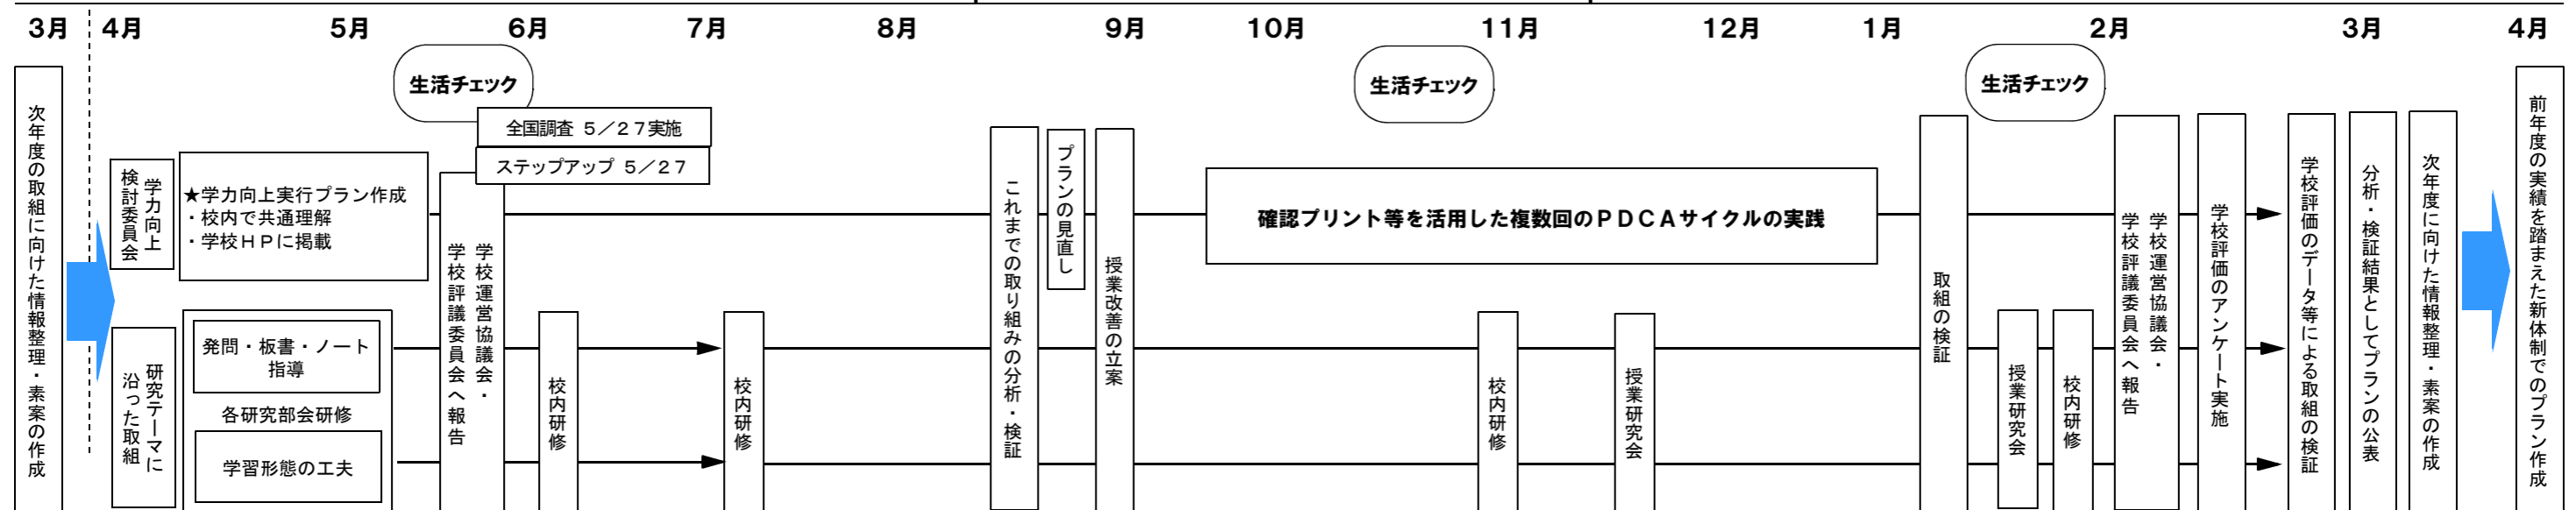 3月
4月
5月
6月
7月
8月
9月
10月
11月
12月
1月
2月
3月
4月
次年度の取組に向けた情報整理・素案の作成
学力向上
検討委員会
★学力向上実行プラン作成
・校内で共通理解
・学校ＨＰに掲載
研究テーマに
沿った取組
発問・板書・ノート
指導
各研究部会研修
学習形態の工夫
生活チェック
全国調査 ５／２７実施
ステップアップ ５／２７
学校運営協議会・
学校評議委員会へ報告
校内研修
校内研修
これまでの取り組みの分析・検証
プランの見直し
授業改善の立案
生活チェック
確認プリント等を活用した複数回のＰＤＣＡサイクルの実践
校内研修
授業研究会
取組の検証
生活チェック
授業研究会
校内研修
学校運営協議会・
学校評議委員会へ報告
学校評価のアンケート実施
学校評価のデータ等による取組の検証
分析・検証結果としてプランの公表
次年度に向けた情報整理・素案の作成
前年度の実績を踏まえた新体制でのプラン作成